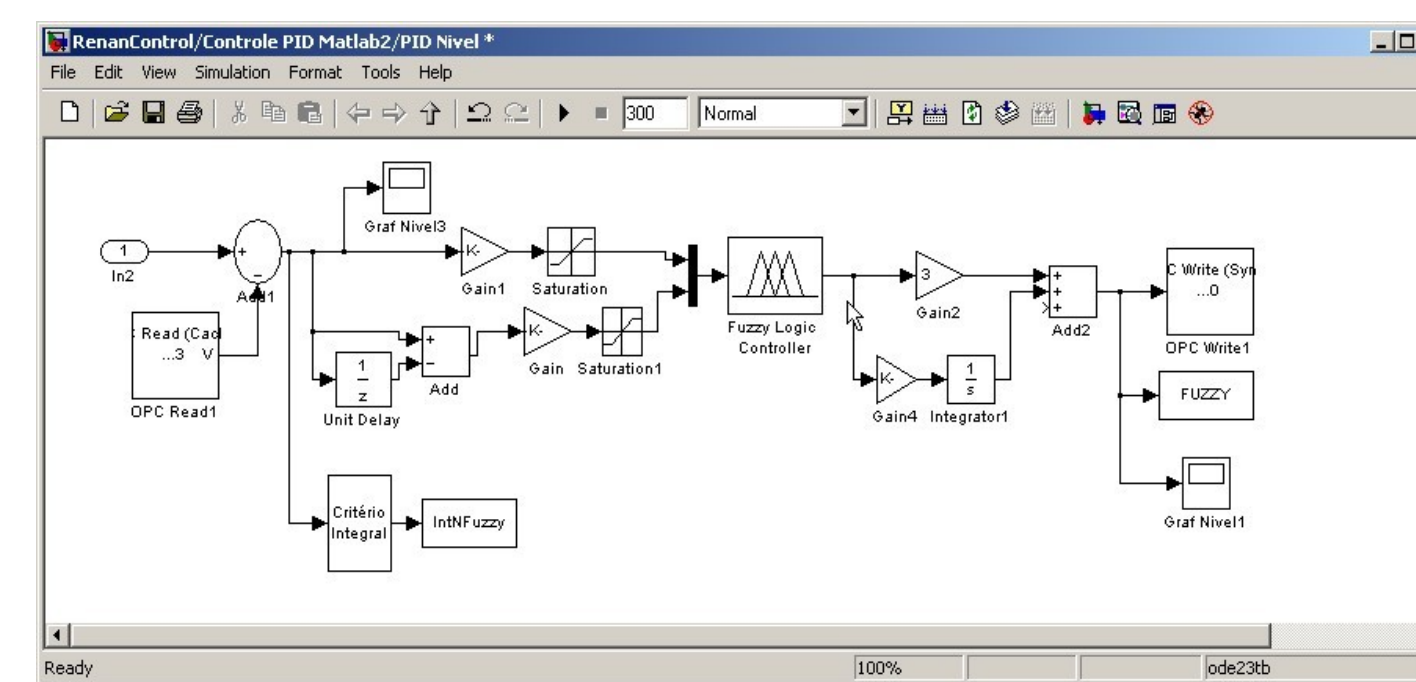 RenanControl/Controle PID Matlab2/PID Nivel *
File Edit View Simulation Format Tools Help
300 Normal
Graf Nivel3
1
In2
+
−
Add1
K-
Gain1
Saturation
Read (Cac
...3 V
OPC Read1
1
z
Unit Delay
+
−
Add
K-
Gain
Saturation1
Fuzzy Logic
Controller
3
Gain2
K-
Gain4
1
s
Integrator1
+
+
+
Add2
C Write (Syn
...0
OPC Write1
FUZZY
Graf Nivel1
Critério
Integral
IntNFuzzy
Ready 100% ode23tb